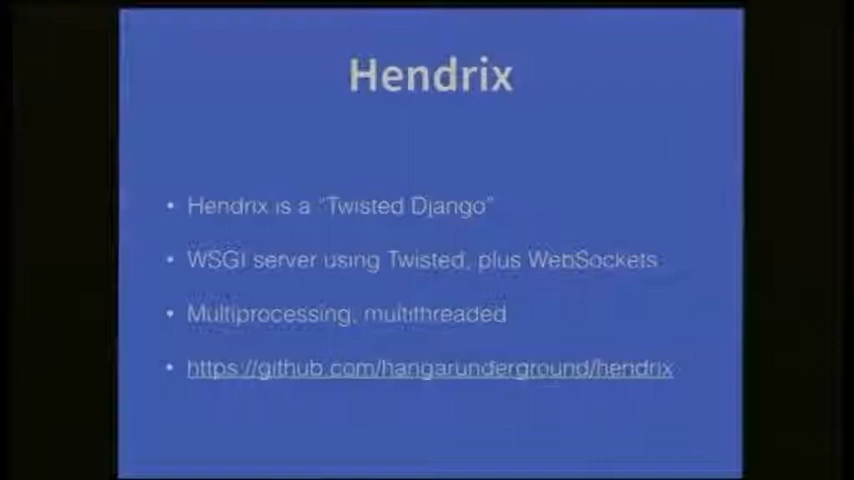 Hendrix
• Hendrix is a "Twisted Django"
• WSGI server using Twisted, plus WebSockets
• Multiprocessing, multithreaded
• https://github.com/hangarunderground/hendrix